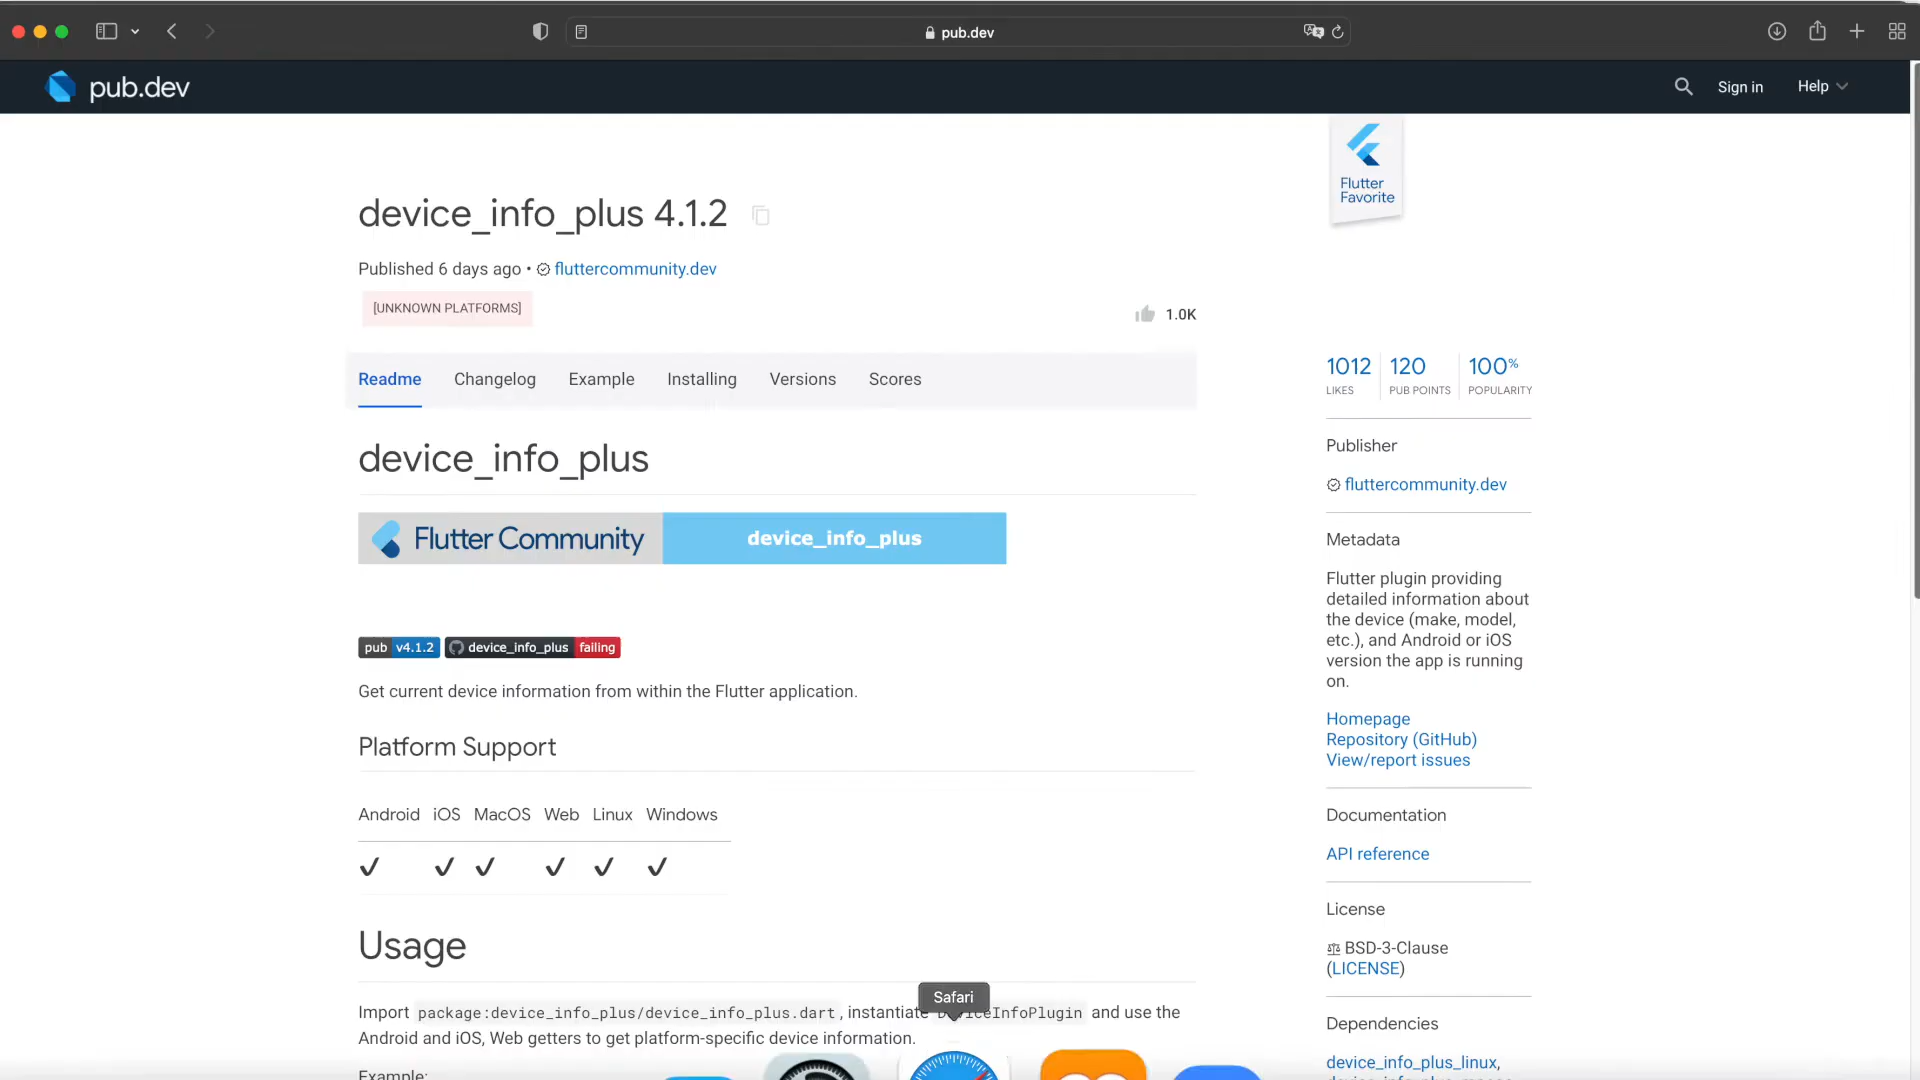 pub.dev
pub.dev
Sign in
Help
Flutter
Favorite
device_info_plus 4.1.2
Published 6 days ago • fluttercommunity.dev
[UNKNOWN PLATFORMS]
1.0K
Readme
Changelog
Example
Installing
Versions
Scores
device_info_plus
Flutter Community
device_info_plus
pub v4.1.2
device_info_plus failing
Get current device information from within the Flutter application.
Platform Support
Android iOS MacOS Web Linux Windows
✔ ✔ ✔ ✔ ✔ ✔
Usage
Import package:device_info_plus/device_info_plus.dart, instantiate DeviceInfoPlugin and use the
Android and iOS, Web getters to get platform-specific device information.
Example:
Safari
1012
LIKES
120
PUB POINTS
100%
POPULARITY
Publisher
fluttercommunity.dev
Metadata
Flutter plugin providing
detailed information about
the device (make, model,
etc.), and Android or iOS
version the app is running
on.
Homepage
Repository (GitHub)
View/report issues
Documentation
API reference
License
BSD-3-Clause
(LICENSE)
Dependencies
device_info_plus_linux,